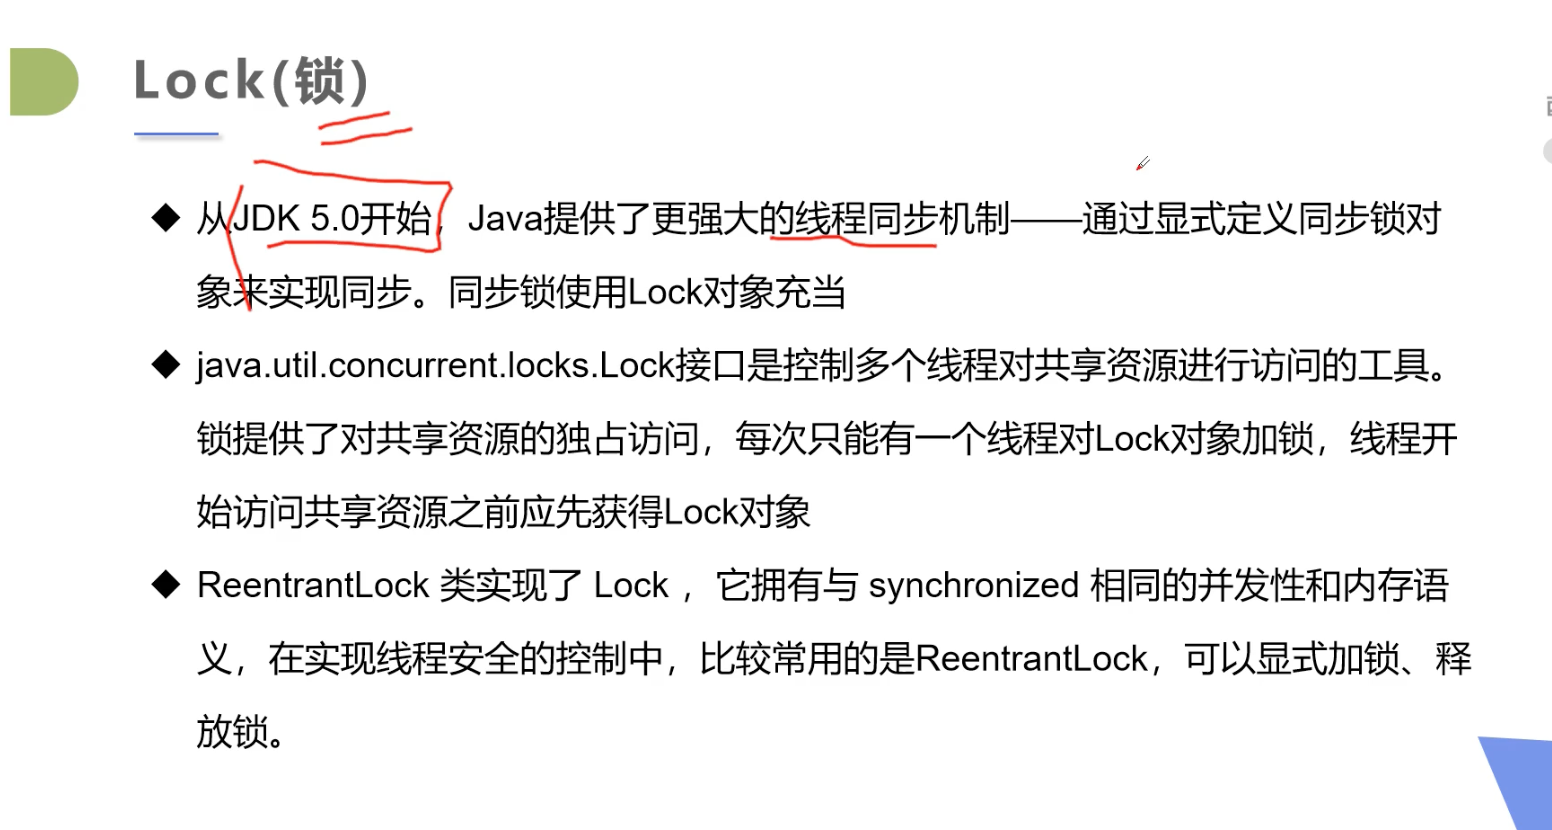 Lock(锁)
◆ 从JDK 5.0开始，Java提供了更强大的线程同步机制——通过显式定义同步锁对
象来实现同步。同步锁使用Lock对象充当
◆ java.util.concurrent.locks.Lock接口是控制多个线程对共享资源进行访问的工具。
锁提供了对共享资源的独占访问，每次只能有一个线程对Lock对象加锁，线程开
始访问共享资源之前应先获得Lock对象
◆ ReentrantLock 类实现了 Lock ，它拥有与 synchronized 相同的并发性和内存语
义，在实现线程安全的控制中，比较常用的是ReentrantLock，可以显式加锁、释
放锁。